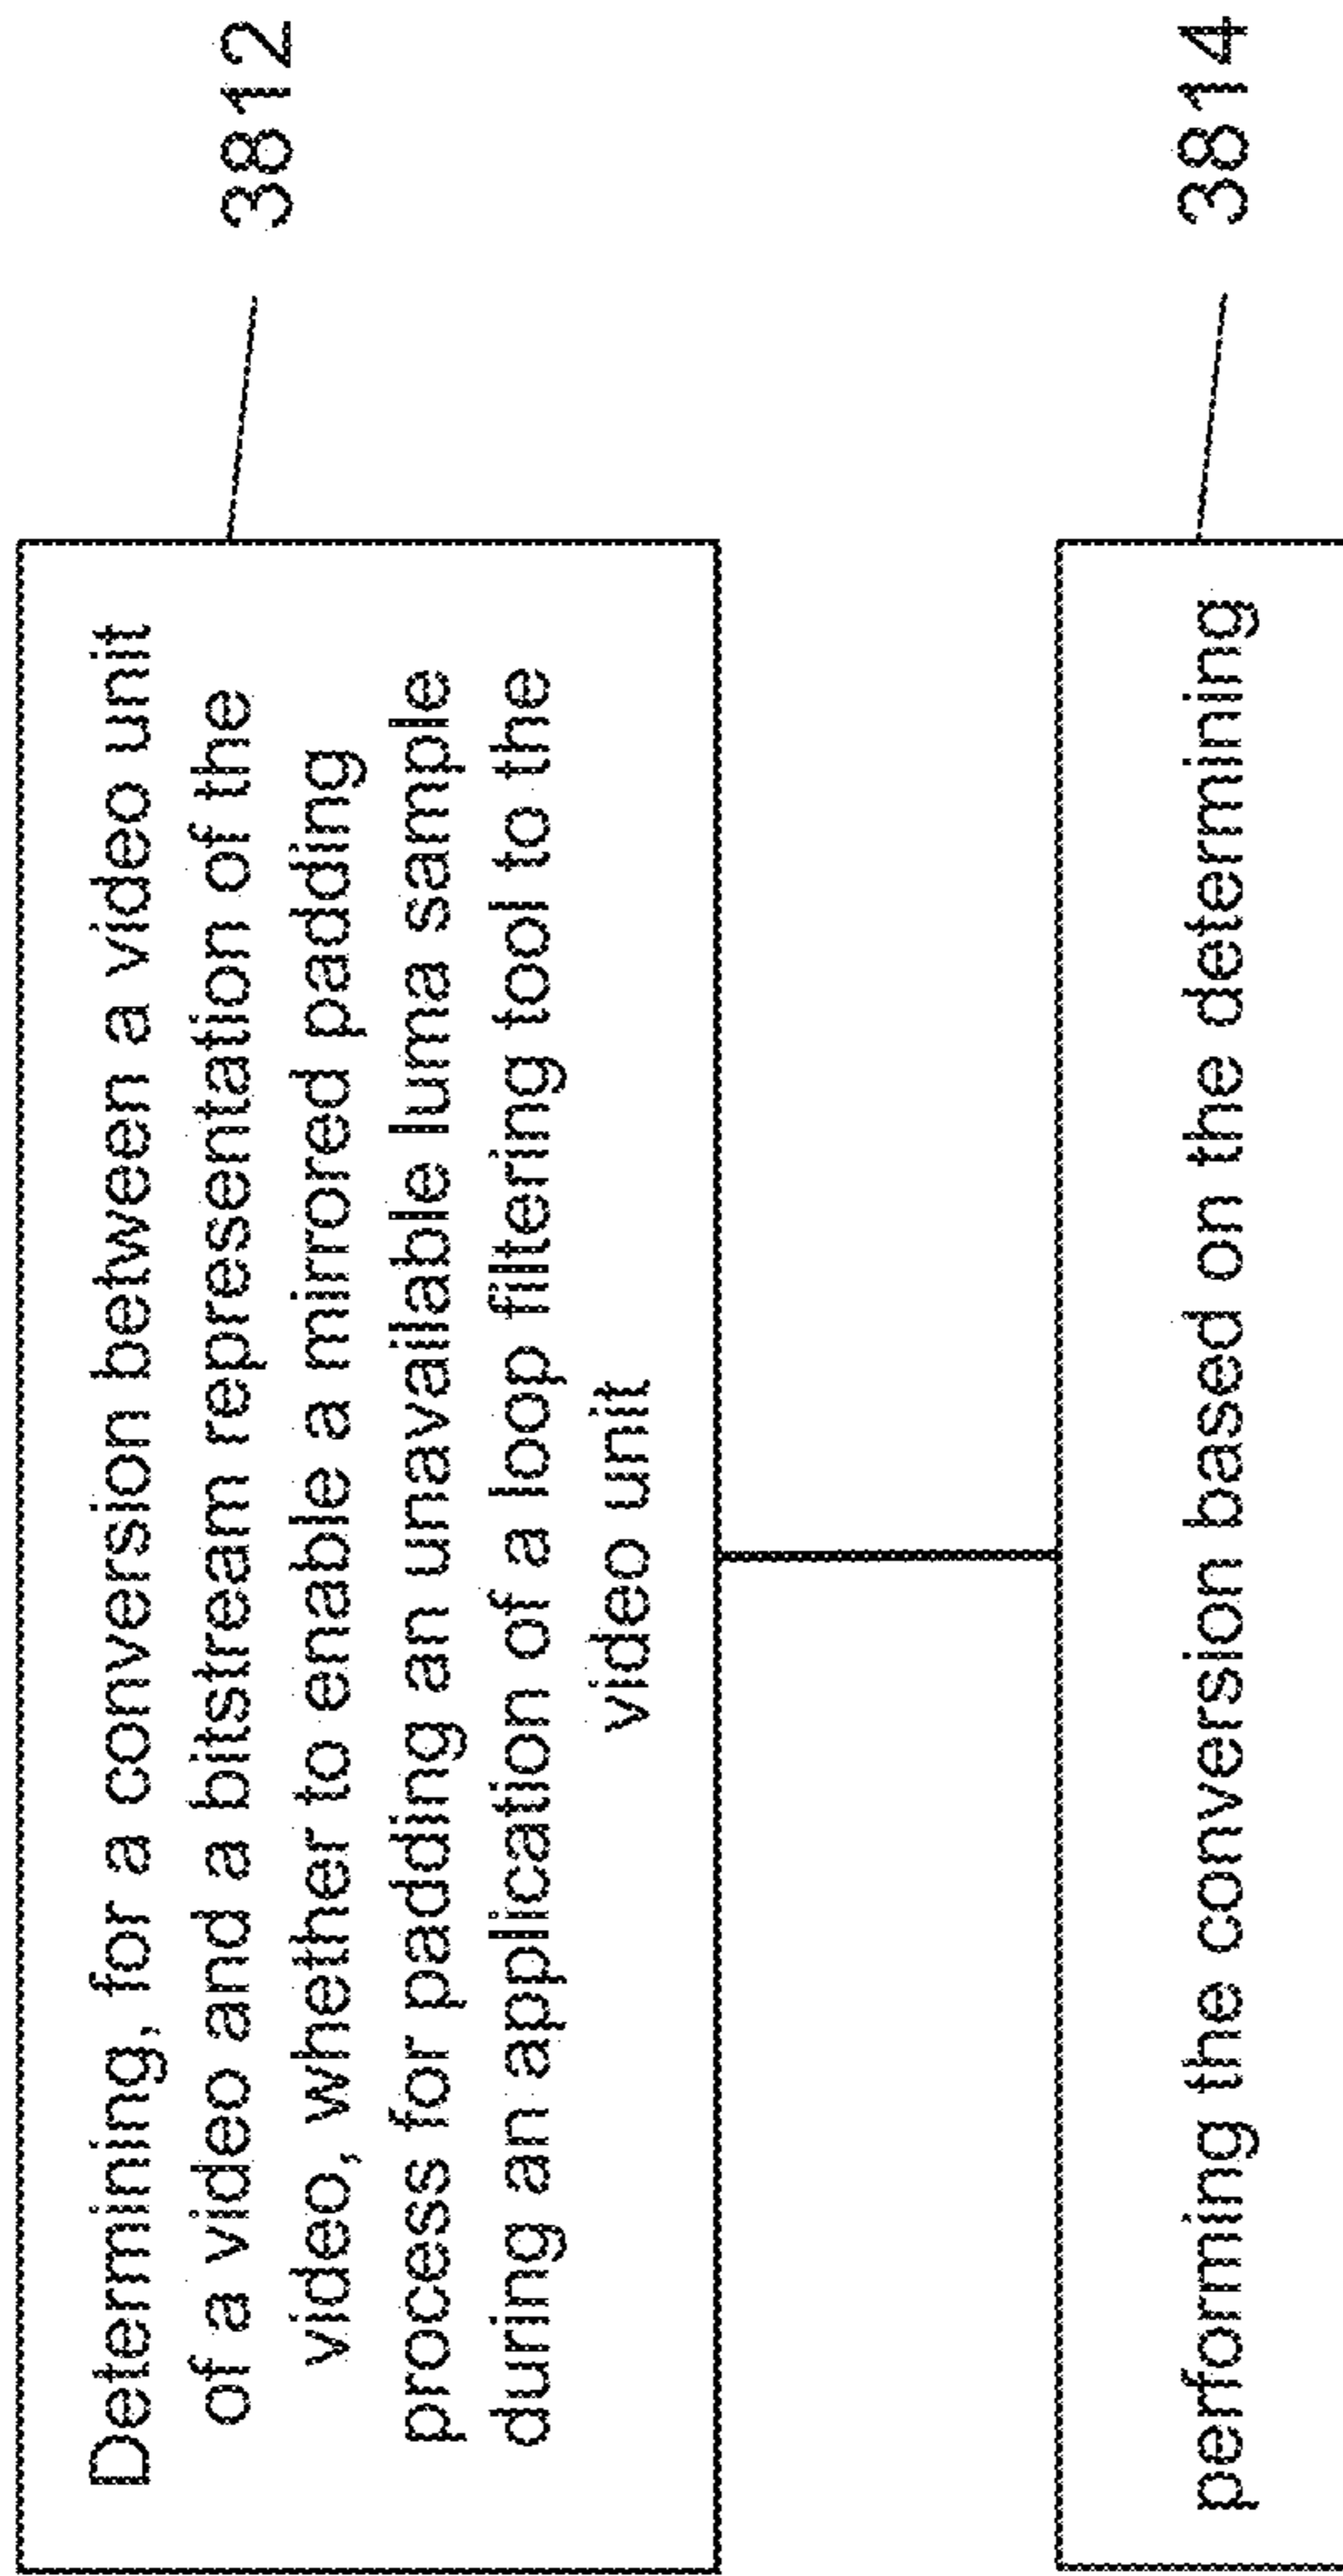 Determining, for a conversion between a video unit
of a video and a bitstream representation of the
video, whether to enable a mirrored padding
process for padding an unavailable luma sample
during an application of a loop filtering tool to the
video unit
3812
performing the conversion based on the determining
3814